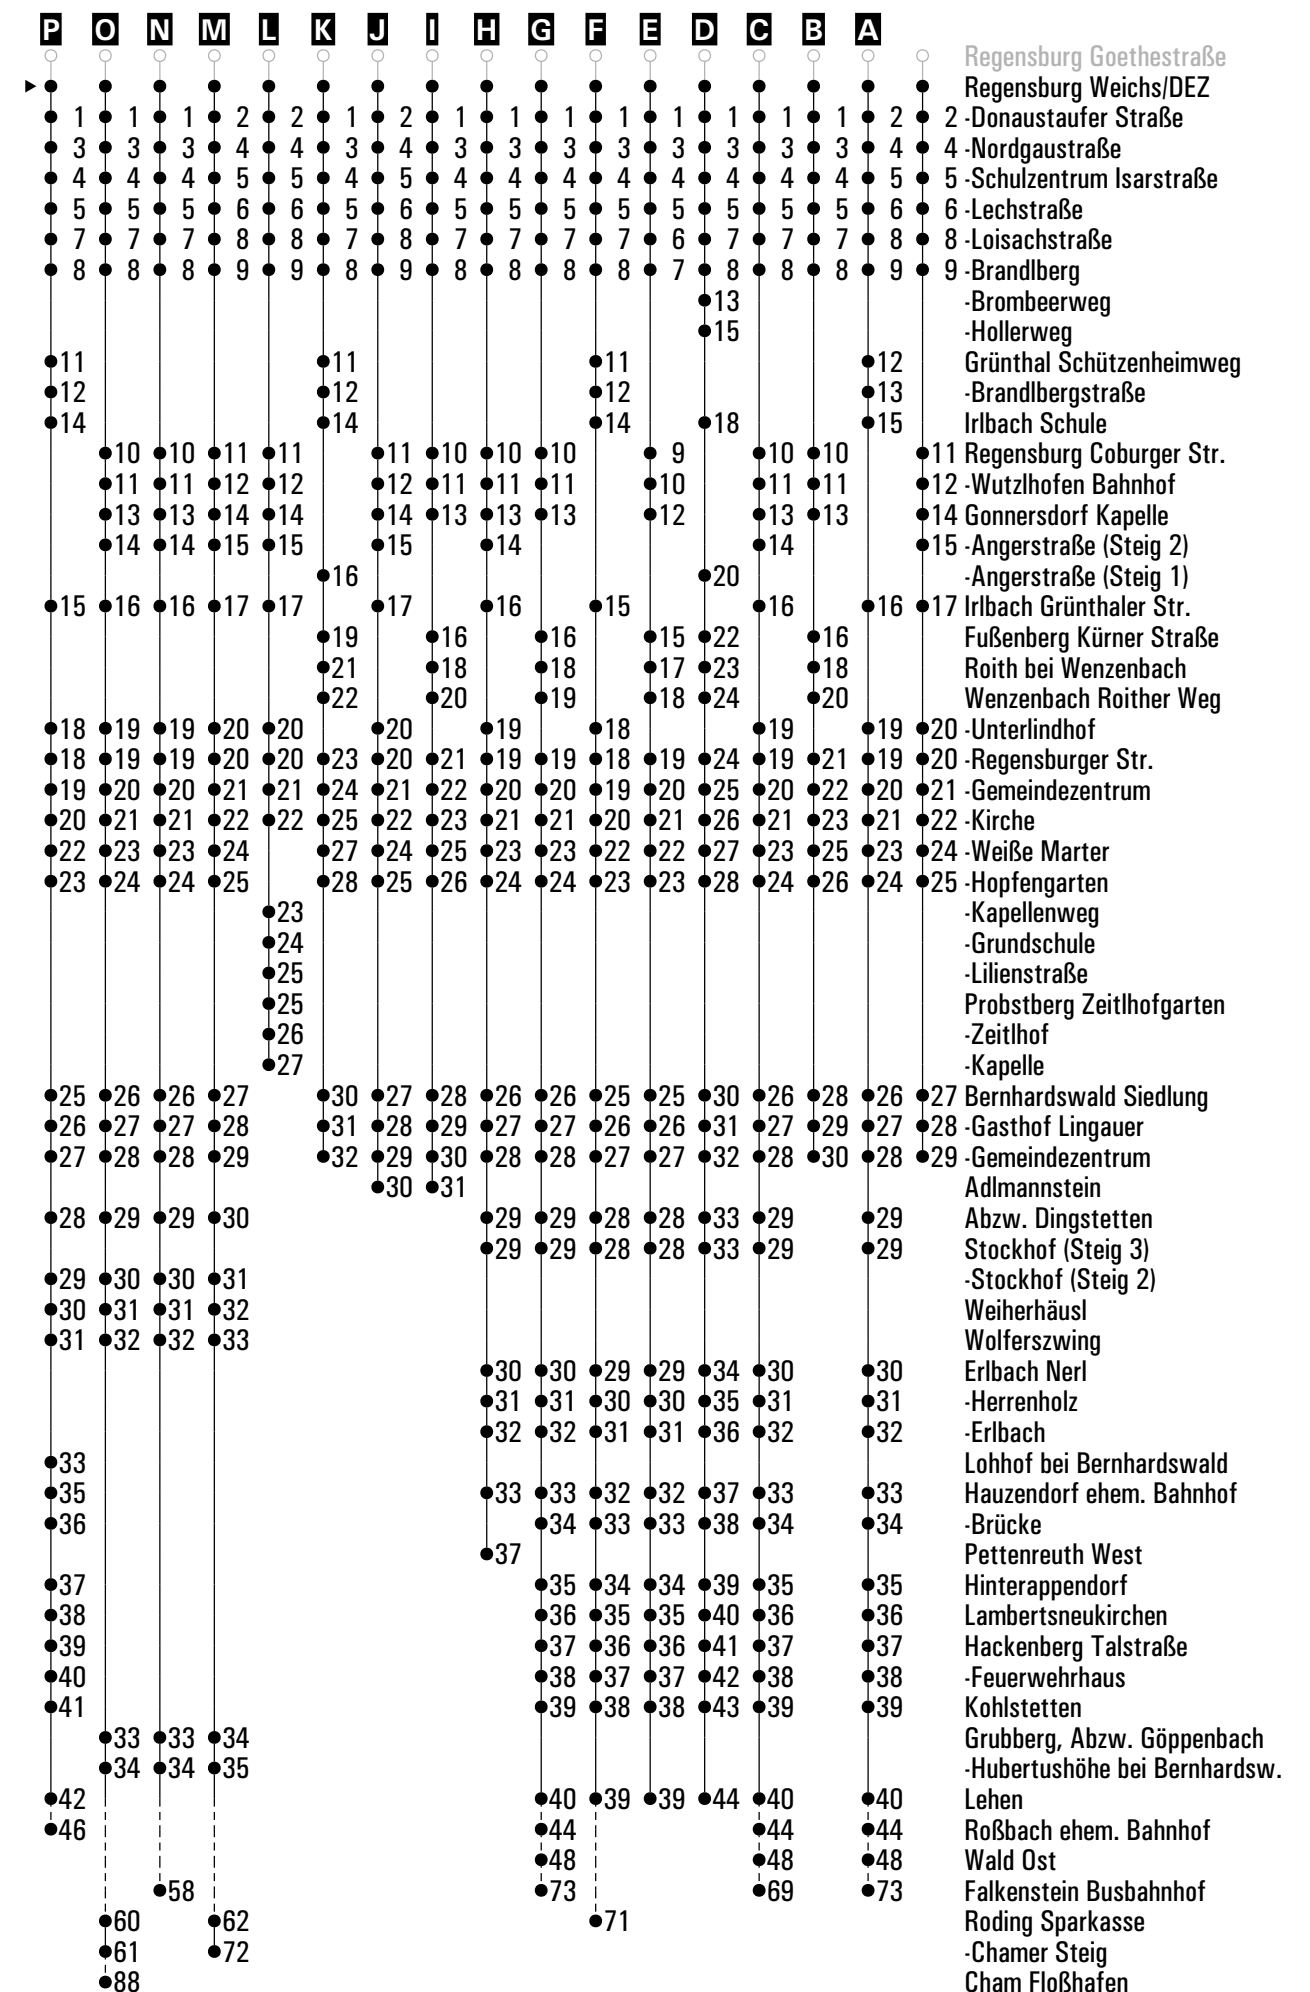 P O N M L K J I H G F E D C B A
Regensburg Goethestraße
Regensburg Weichs/DEZ
1 1 1 2 2 1 2 1 1 1 1 1 1 1 1 2 2 -Donaustaufer Straße
3 3 3 4 4 3 4 3 3 3 3 3 3 3 3 4 4 -Nordgaustraße
4 4 4 5 5 4 5 4 4 4 4 4 4 4 4 5 5 -Schulzentrum Isarstraße
5 5 5 6 6 5 6 5 5 5 5 5 5 5 5 6 6 -Lechstraße
7 7 7 8 8 7 8 7 7 7 7 6 7 7 7 8 8 -Loisachstraße
8 8 8 9 9 8 9 8 8 8 8 7 8 8 8 9 9 -Brandlberg
13 -Brombeerweg
15 -Hollerweg
11 11 11 12 Grünthal Schützenheimweg
12 12 12 13 -Brandlbergstraße
14 14 14 18 15 Irlbach Schule
10 10 11 11 11 10 10 10 9 10 10 11 Regensburg Coburger Str.
11 11 12 12 12 11 11 11 10 11 11 12 -Wutzlhofen Bahnhof
13 13 14 14 14 13 13 13 12 13 13 14 Gonnersdorf Kapelle
14 14 15 15 15 14 14 15 -Angerstraße (Steig 2)
16 20 -Angerstraße (Steig 1)
15 16 16 17 17 17 16 15 16 16 17 Irlbach Grünthaler Str.
19 16 16 15 22 16 Fußenberg Kürner Straße
21 18 18 17 23 18 Roith bei Wenzenbach
22 20 19 18 24 20 Wenzenbach Roither Weg
18 19 19 20 20 20 19 18 19 19 20 -Unterlindhof
18 19 19 20 20 23 20 21 19 19 18 19 24 19 21 19 20 -Regensburger Str.
19 20 20 21 21 24 21 22 20 20 19 20 25 20 22 20 21 -Gemeindezentrum
20 21 21 22 22 25 22 23 21 21 20 21 26 21 23 21 22 -Kirche
22 23 23 24 27 24 25 23 23 22 22 27 23 25 23 24 -Weiße Marter
23 24 24 25 28 25 26 24 24 23 23 28 24 26 24 25 -Hopfengarten
23 -Kapellenweg
24 -Grundschule
25 -Lilienstraße
25 Probstberg Zeitlhofgarten
26 -Zeitlhof
27 -Kapelle
25 26 26 27 30 27 28 26 26 25 25 30 26 28 26 27 Bernhardswald Siedlung
26 27 27 28 31 28 29 27 27 26 26 31 27 29 27 28 -Gasthof Lingauer
27 28 28 29 32 29 30 28 28 27 27 32 28 30 28 29 -Gemeindezentrum
30 31 Adlmannstein
28 29 29 30 29 29 28 28 33 29 29 Abzw. Dingstetten
29 29 28 28 33 29 29 Stockhof (Steig 3)
29 30 30 31 -Stockhof (Steig 2)
30 31 31 32 Weiherhäusl
31 32 32 33 Wolferszwing
30 30 29 29 34 30 30 Erlbach Nerl
31 31 30 30 35 31 31 -Herrenholz
32 32 31 31 36 32 32 -Erlbach
33 Lohhof bei Bernhardswald
35 33 33 32 32 37 33 33 Hauzendorf ehem. Bahnhof
36 34 33 33 38 34 34 -Brücke
37 Pettenreuth West
37 35 34 34 39 35 35 Hinterappendorf
38 36 35 35 40 36 36 Lambertsneukirchen
39 37 36 36 41 37 37 Hackenberg Talstraße
40 38 37 37 42 38 38 -Feuerwehrhaus
41 39 38 38 43 39 39 Kohlstetten
33 33 34 Grubberg, Abzw. Göppenbach
34 34 35 -Hubertushöhe bei Bernhardsw.
42 40 39 39 44 40 40 Lehen
46 44 44 44 Roßbach ehem. Bahnhof
48 48 48 Wald Ost
58 73 69 73 Falkenstein Busbahnhof
60 62 71 Roding Sparkasse
61 72 -Chamer Steig
88 Cham Floßhafen